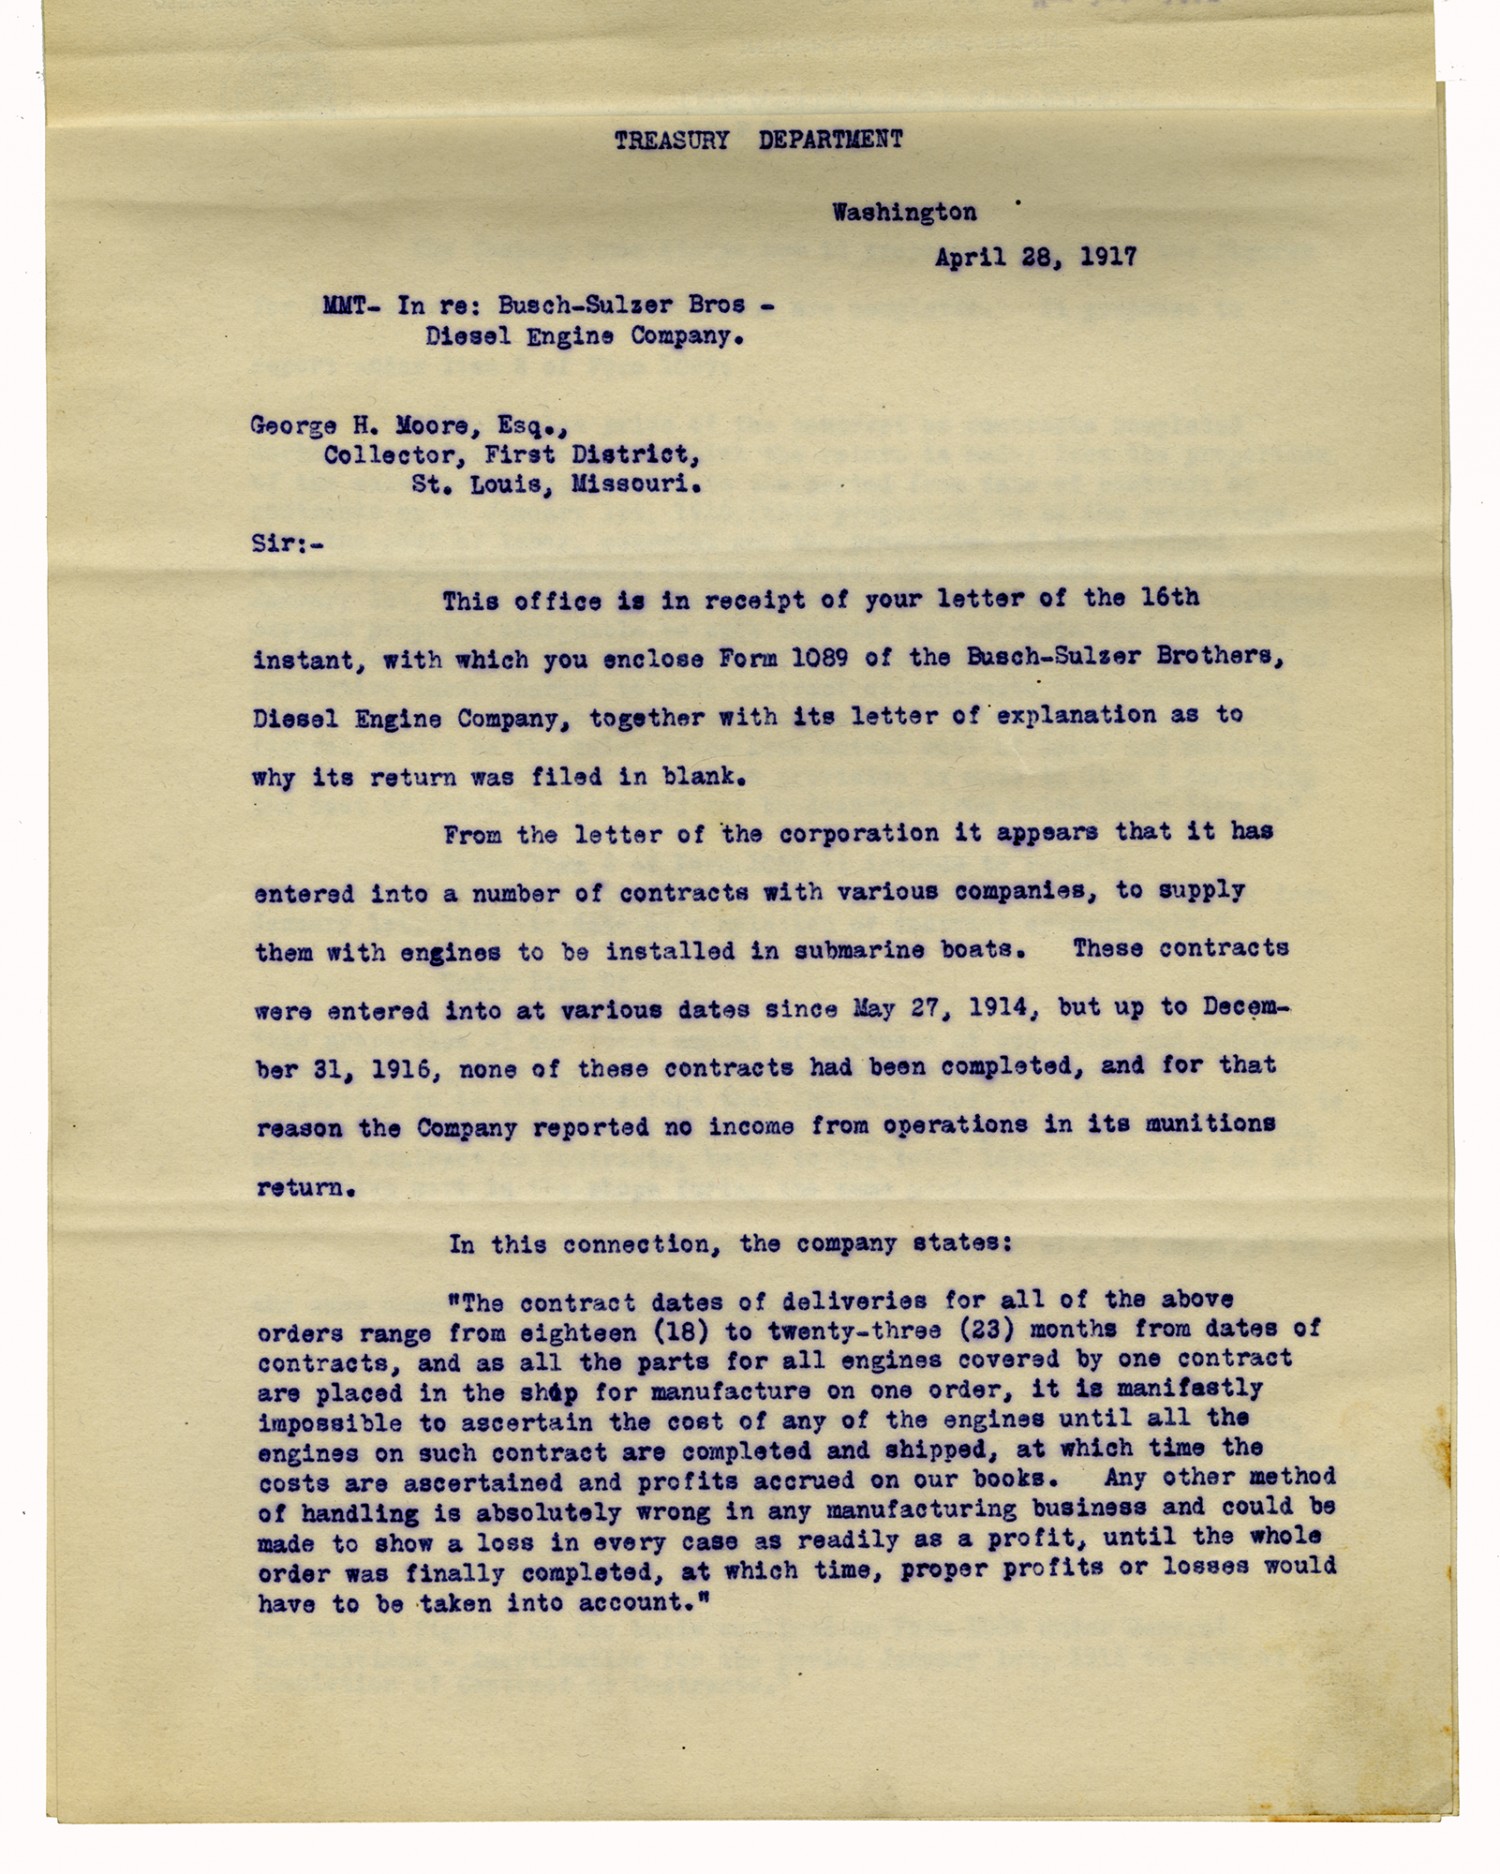 TREASURY DEPARTMENT
Washington
April 28, 1917
MMT- In re: Busch-Sulzer Bros -
Diesel Engine Company.
George H. Moore, Esq.,
Collector, First District,
St. Louis, Missouri.
Sir:-
This office is in receipt of your letter of the 16th
instant, with which you enclose Form 1089 of the Busch-Sulzer Brothers,
Diesel Engine Company, together with its letter of explanation as to
why its return was filed in blank.
From the letter of the corporation it appears that it has
entered into a number of contracts with various companies, to supply
them with engines to be installed in submarine boats. These contracts
were entered into at various dates since May 27, 1914, but up to Decem-
ber 31, 1916, none of these contracts had been completed, and for that
reason the Company reported no income from operations in its munitions
return.
In this connection, the company states:
"The contract dates of deliveries for all of the above
orders range from eighteen (18) to twenty-three (23) months from dates of
contracts, and as all the parts for all engines covered by one contract
are placed in the shop for manufacture on one order, it is manifestly
impossible to ascertain the cost of any of the engines until all the
engines on such contract are completed and shipped, at which time the
costs are ascertained and profits accrued on our books. Any other method
of handling is absolutely wrong in any manufacturing business and could be
made to show a loss in every case as readily as a profit, until the whole
order was finally completed, at which time, proper profits or losses would
have to be taken into account."